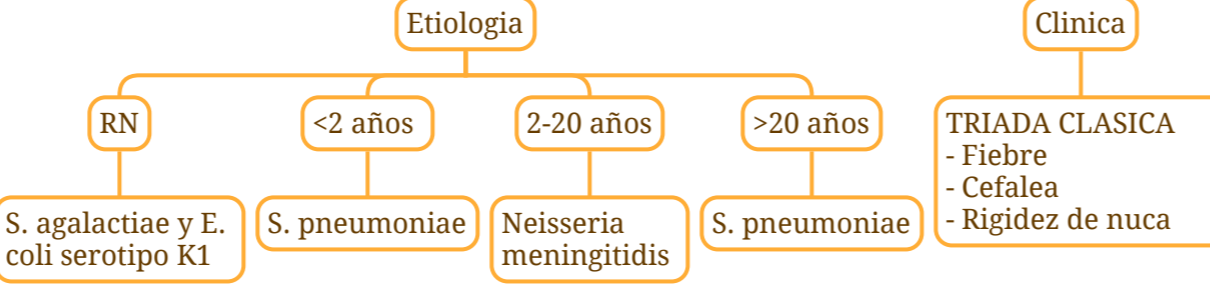 Etiologia
RN
<2 años
2-20 años
>20 años
S. agalactiae y E.
coli serotipo K1
S. pneumoniae
Neisseria
meningitidis
S. pneumoniae
Clinica
TRIADA CLASICA
- Fiebre
- Cefalea
- Rigidez de nuca